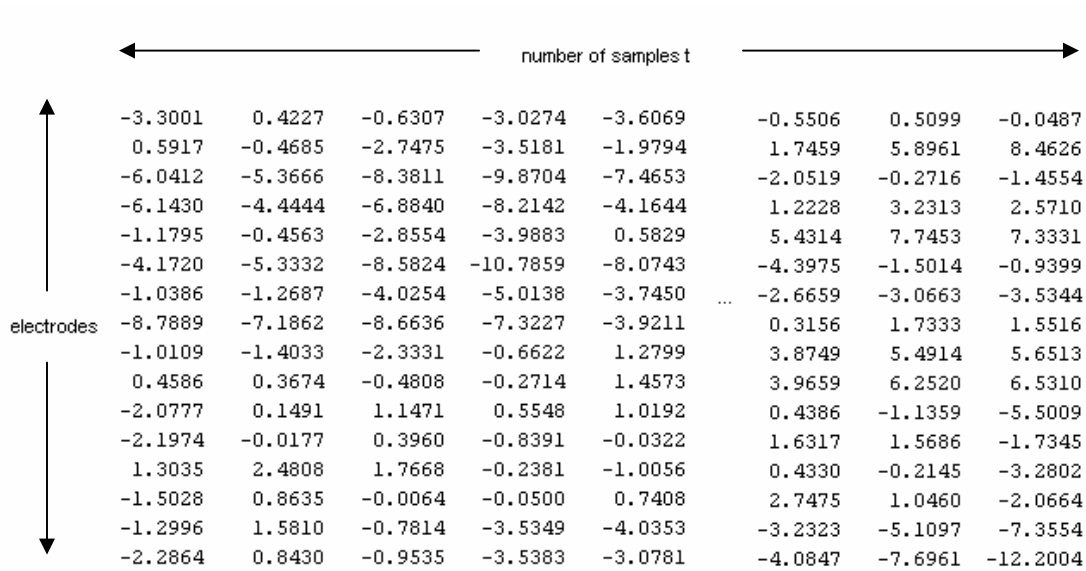 number of samples t
-3.3001 0.4227 -0.6307 -3.0274 -3.6069 -0.5506 0.5099 -0.0487
0.5917 -0.4685 -2.7475 -3.5181 -1.9794 1.7459 5.8961 8.4626
-6.0412 -5.3666 -8.3811 -9.8704 -7.4653 -2.0519 -0.2716 -1.4554
-6.1430 -4.4444 -6.8840 -8.2142 -4.1644 1.2228 3.2313 2.5710
-1.1795 -0.4563 -2.8554 -3.9883 0.5829 5.4314 7.7453 7.3331
-4.1720 -5.3332 -8.5824 -10.7859 -8.0743 -4.3975 -1.5014 -0.9399
-1.0386 -1.2687 -4.0254 -5.0138 -3.7450 ... -2.6659 -3.0663 -3.5344
electrodes -8.7889 -7.1862 -8.6636 -7.3227 -3.9211 0.3156 1.7333 1.5516
-1.0109 -1.4033 -2.3331 -0.6622 1.2799 3.8749 5.4914 5.6513
0.4586 0.3674 -0.4808 -0.2714 1.4573 3.9659 6.2520 6.5310
-2.0777 0.1491 1.1471 0.5548 1.0192 0.4386 -1.1359 -5.5009
-2.1974 -0.0177 0.3960 -0.8391 -0.0322 1.6317 1.5686 -1.7345
1.3035 2.4808 1.7668 -0.2381 -1.0056 0.4330 -0.2145 -3.2802
-1.5028 0.8635 -0.0064 -0.0500 0.7408 2.7475 1.0460 -2.0664
-1.2996 1.5810 -0.7814 -3.5349 -4.0353 -3.2323 -5.1097 -7.3554
-2.2864 0.8430 -0.9535 -3.5383 -3.0781 -4.0847 -7.6961 -12.2004